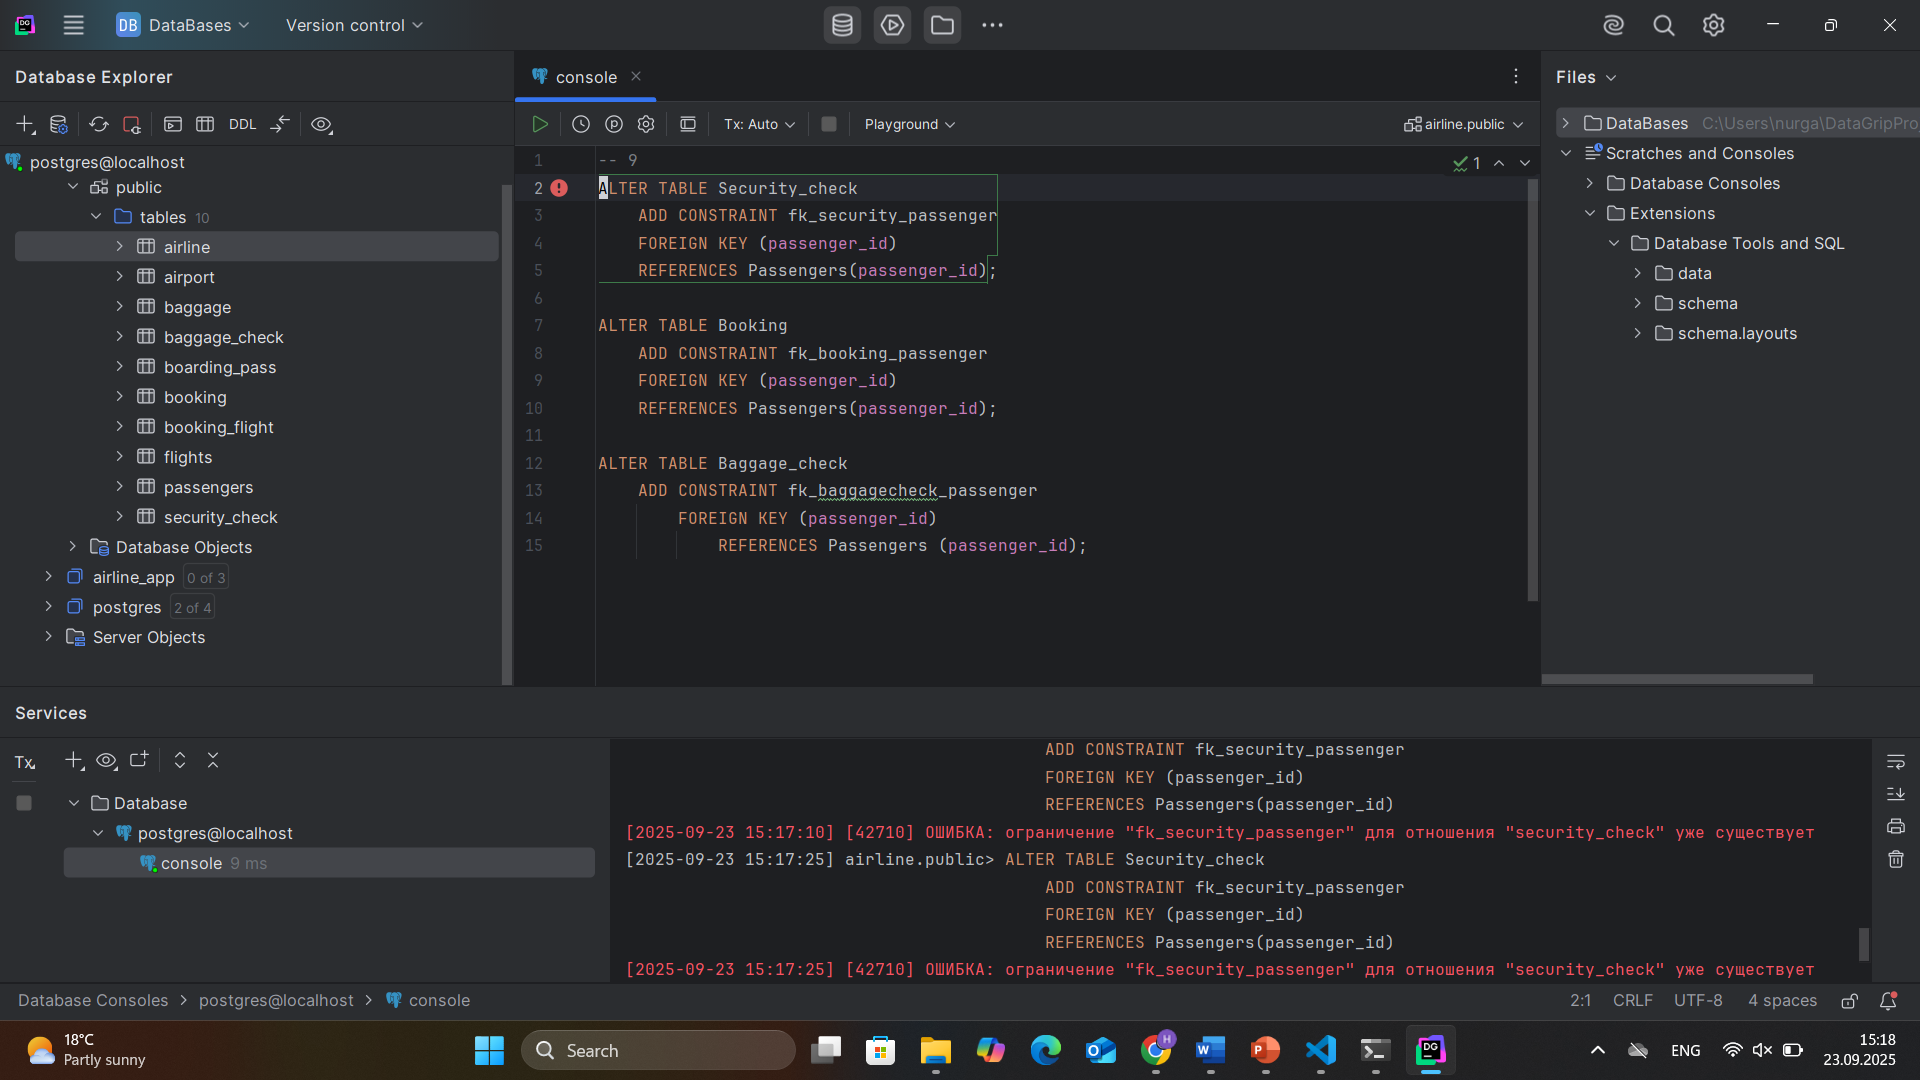 DB DataBases
Version control
Database Explorer
DDL
postgres@localhost
public
tables 10
airline
airport
baggage
baggage_check
boarding_pass
booking
booking_flight
flights
passengers
security_check
Database Objects
airline_app 0 of 3
postgres 2 of 4
Server Objects
console
Tx: Auto
Playground
airline.public
1
1 -- 9
2 ALTER TABLE Security_check
3 ADD CONSTRAINT fk_security_passenger
4 FOREIGN KEY (passenger_id)
5 REFERENCES Passengers(passenger_id);
6
7 ALTER TABLE Booking
8 ADD CONSTRAINT fk_booking_passenger
9 FOREIGN KEY (passenger_id)
10 REFERENCES Passengers(passenger_id);
11
12 ALTER TABLE Baggage_check
13 ADD CONSTRAINT fk_baggagecheck_passenger
14 FOREIGN KEY (passenger_id)
15 REFERENCES Passengers (passenger_id);
Files
DataBases C:\Users\nurga\DataGripPro
Scratches and Consoles
Database Consoles
Extensions
Database Tools and SQL
data
schema
schema.layouts
Services
Tx
Database
postgres@localhost
console 9 ms
ADD CONSTRAINT fk_security_passenger
FOREIGN KEY (passenger_id)
REFERENCES Passengers(passenger_id)
[2025-09-23 15:17:10] [42710] ОШИБКА: ограничение "fk_security_passenger" для отношения "security_check" уже существует
[2025-09-23 15:17:25] airline.public> ALTER TABLE Security_check
ADD CONSTRAINT fk_security_passenger
FOREIGN KEY (passenger_id)
REFERENCES Passengers(passenger_id)
[2025-09-23 15:17:25] [42710] ОШИБКА: ограничение "fk_security_passenger" для отношения "security_check" уже существует
Database Consoles > postgres@localhost > console
2:1 CRLF UTF-8 4 spaces
18°C
Partly sunny
Search
ENG
15:18
23.09.2025